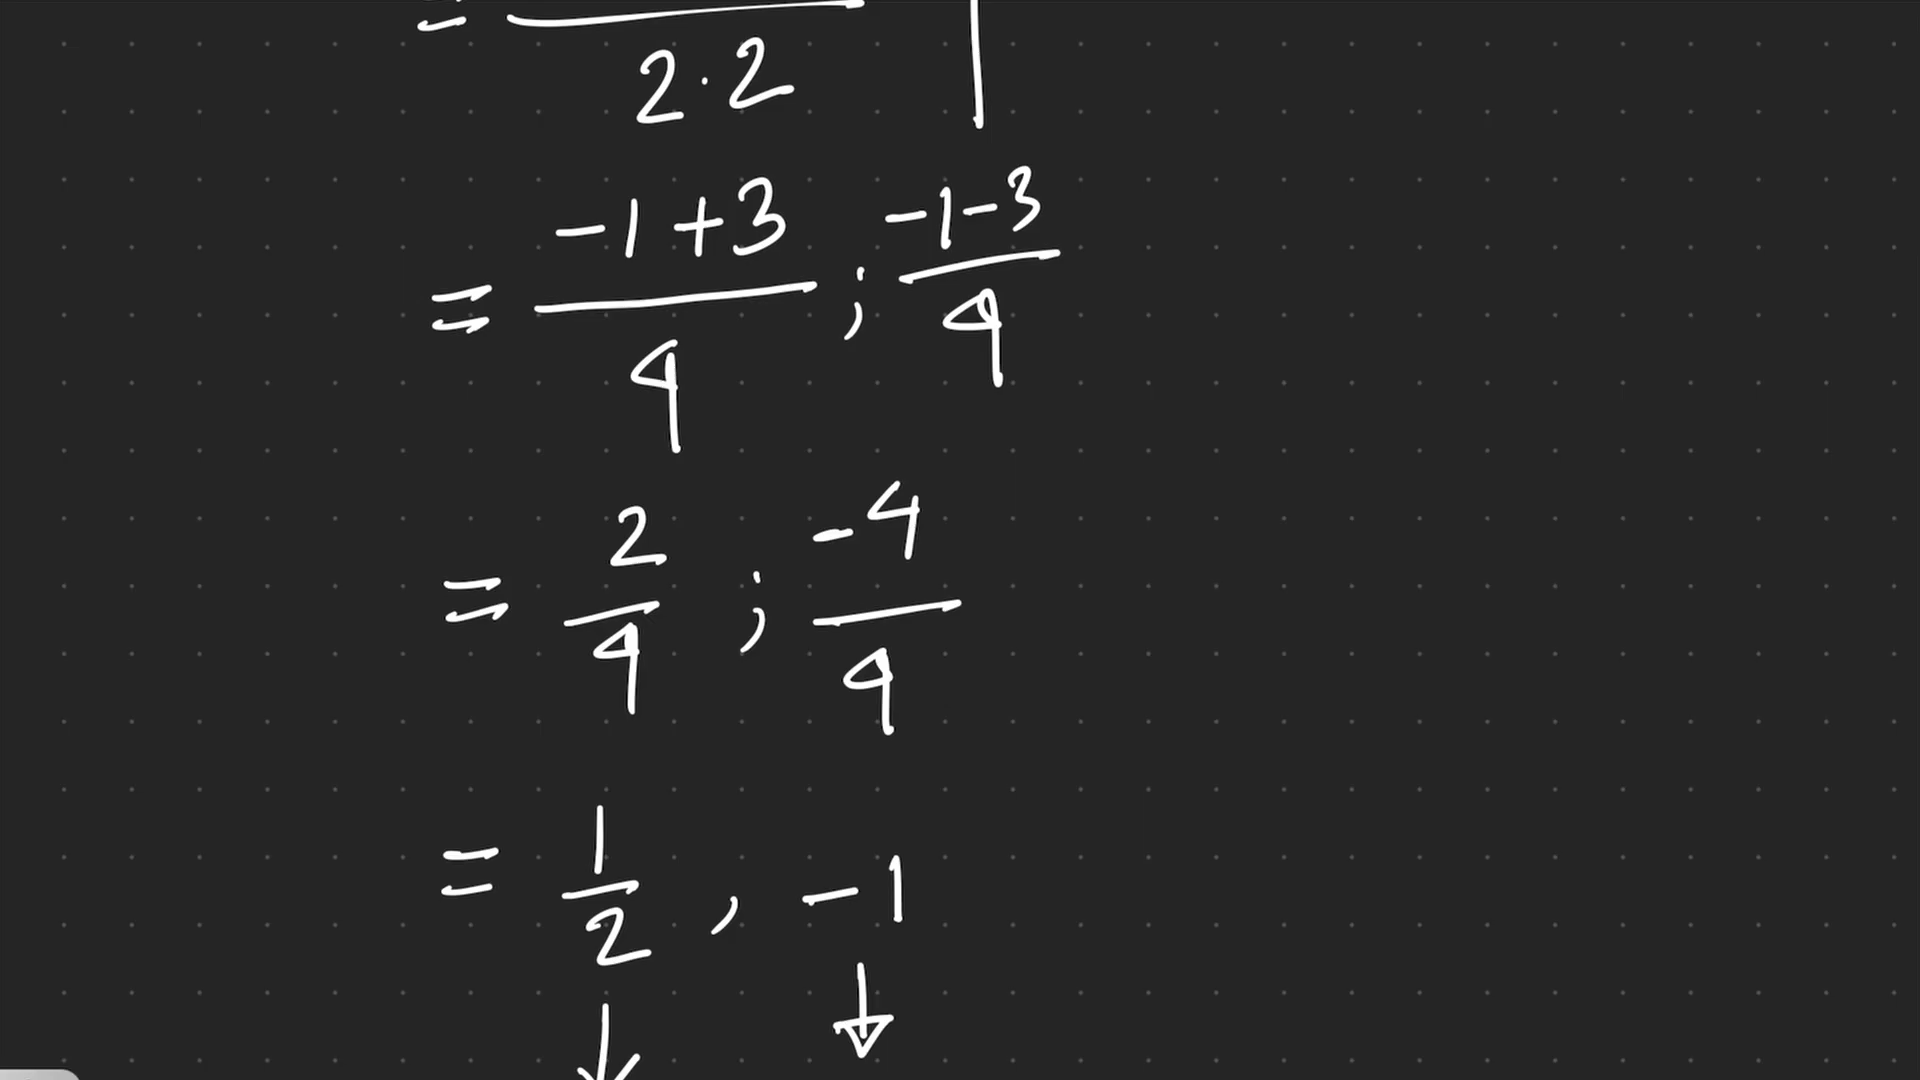 = ――― |
2·2
= (-1+3)/4 ; (-1-3)/4
= 2/4 ; -4/4
= 1/2 , -1
↓ ↓